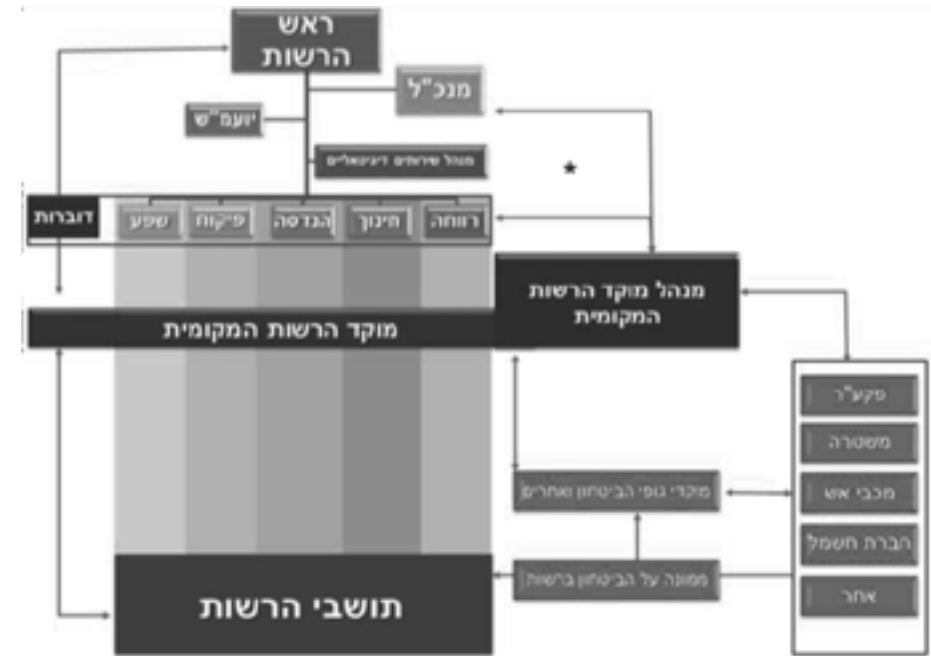 ראש
הרשות
מנכ"ל
יועמ"ש
מנהל שירותים דיגיטאליים
דוברות
שפע
פיקוח
הנדסה
חינוך
רווחה
*
מנהל מוקד הרשות
המקומית
מוקד הרשות המקומית
פקע"ר
משטרה
מכבי אש
חברת חשמל
אחר
מוקדי גופי הביטחון ואחרים
ממונה על הביטחון ברשות
תושבי הרשות